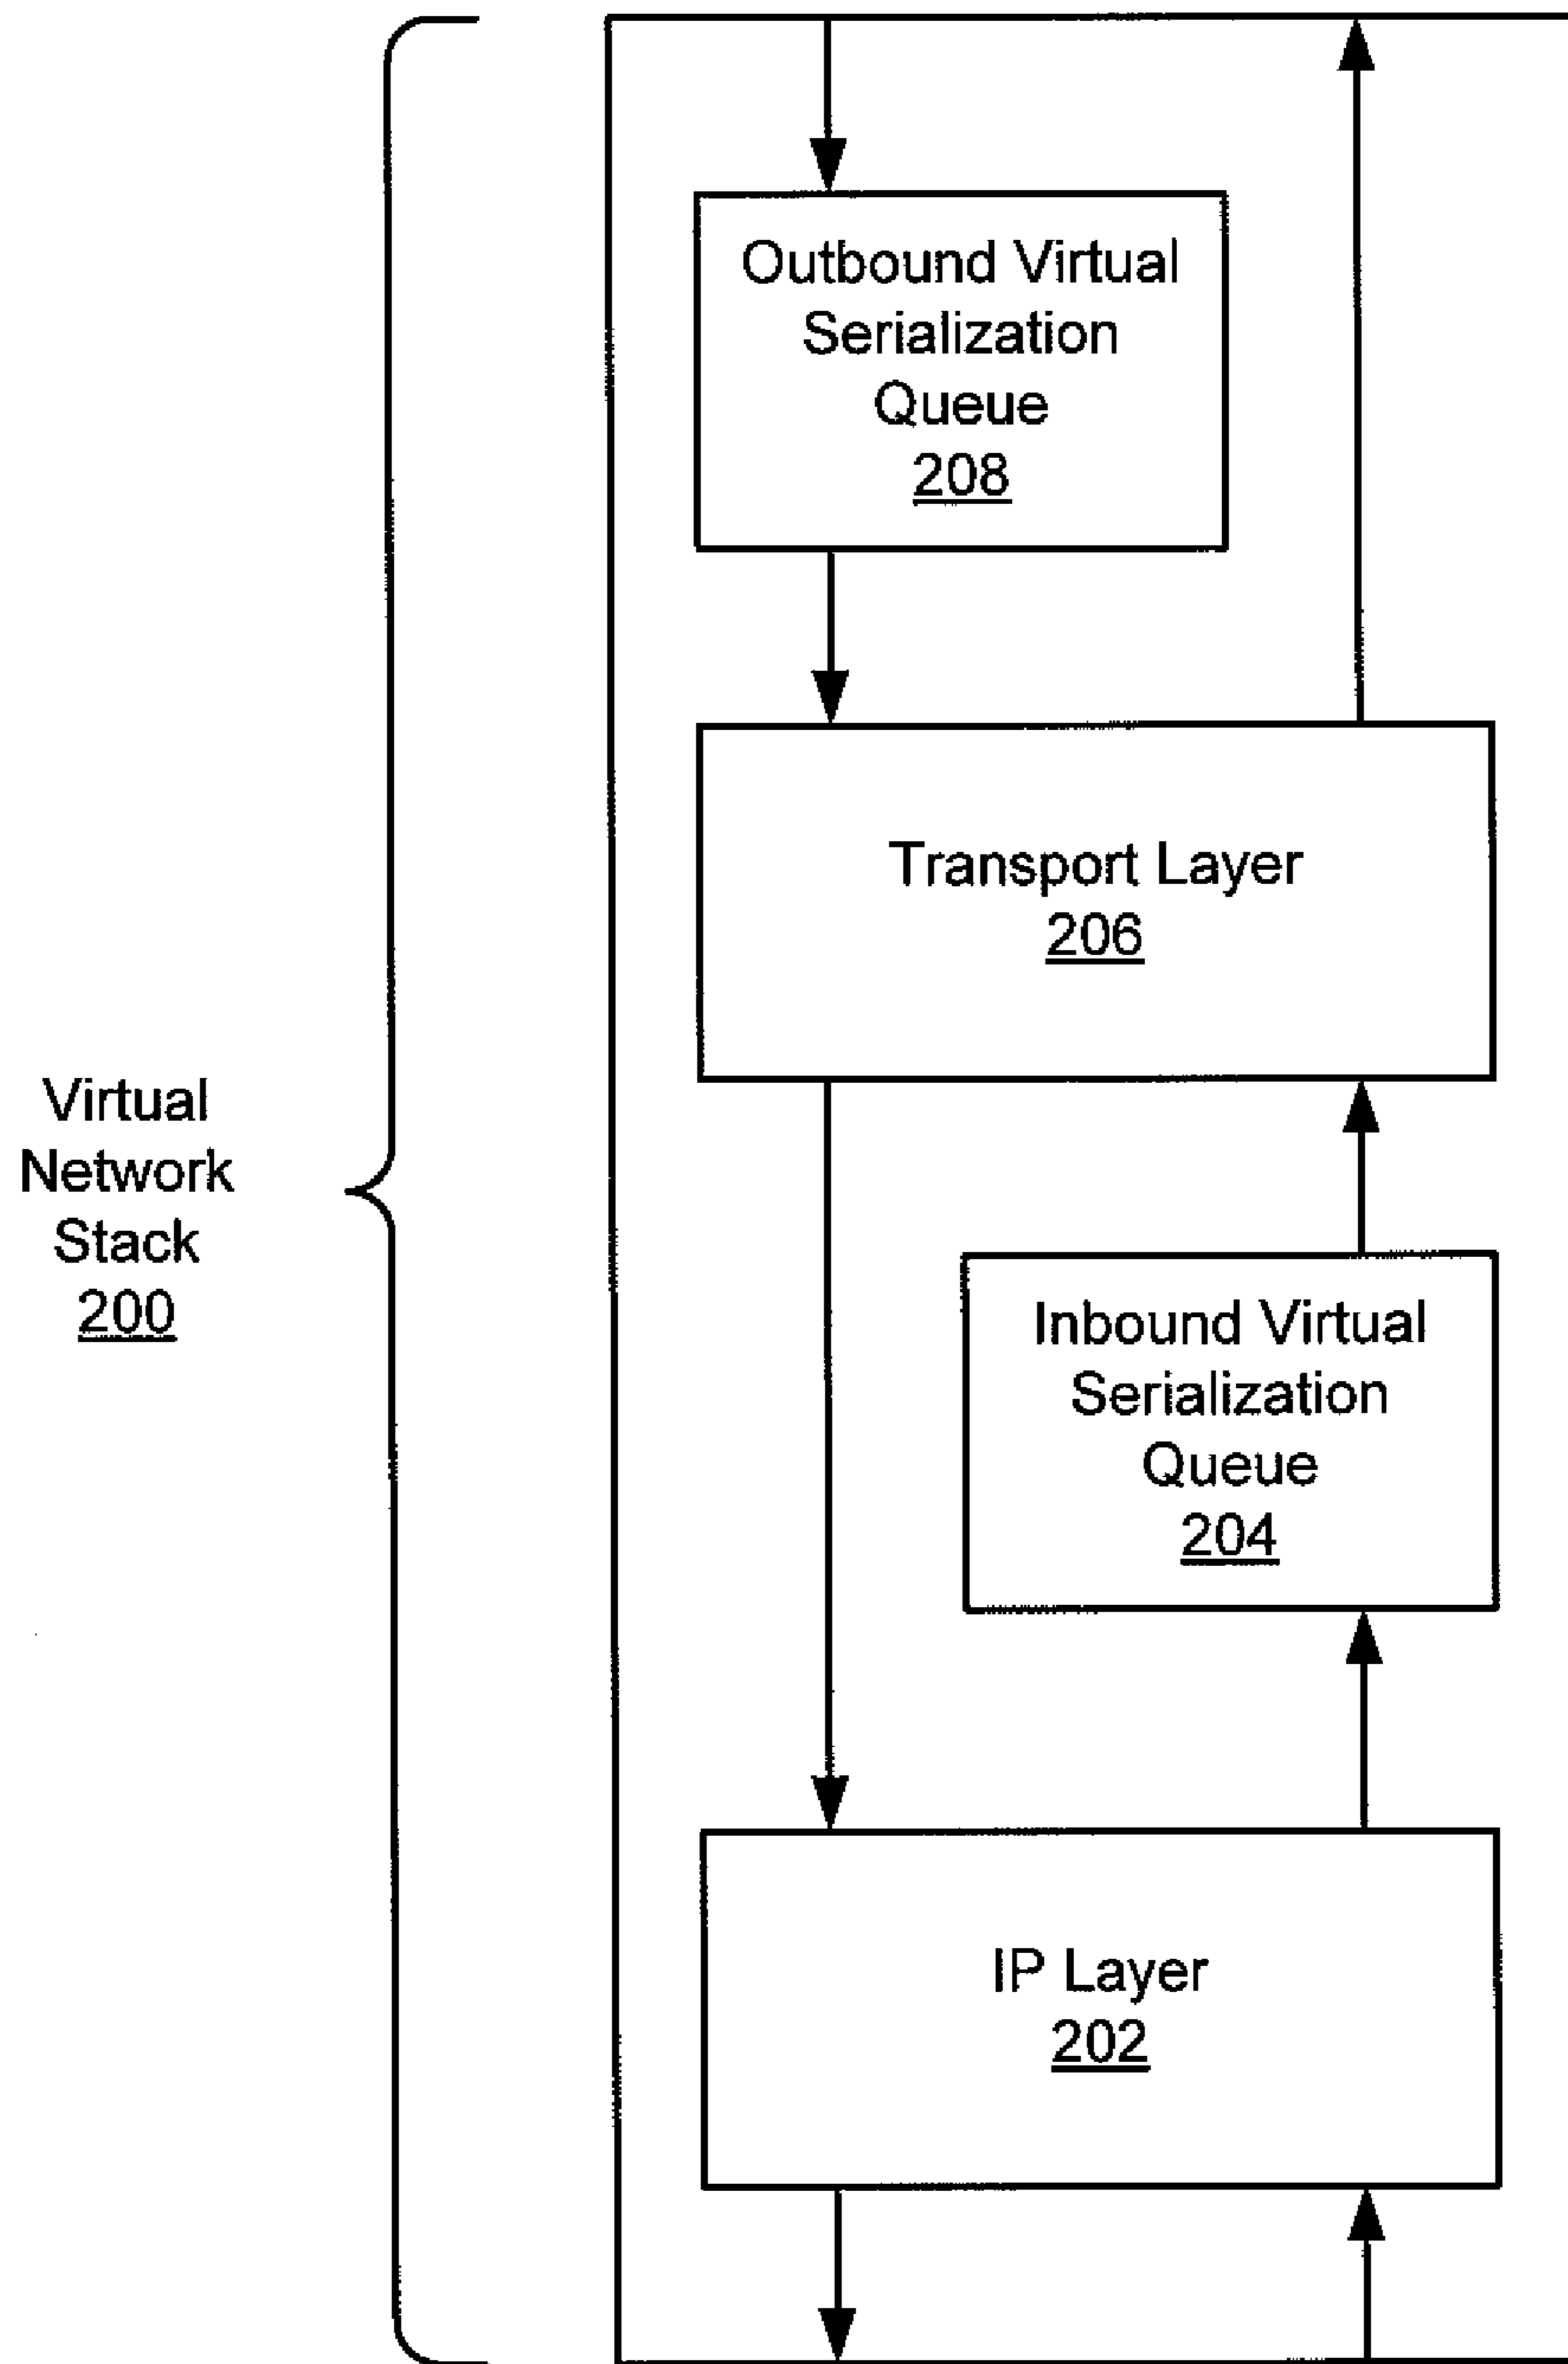 Outbound Virtual
Serialization
Queue
208
Transport Layer
206
Virtual
Network
Stack
200
Inbound Virtual
Serialization
Queue
204
IP Layer
202